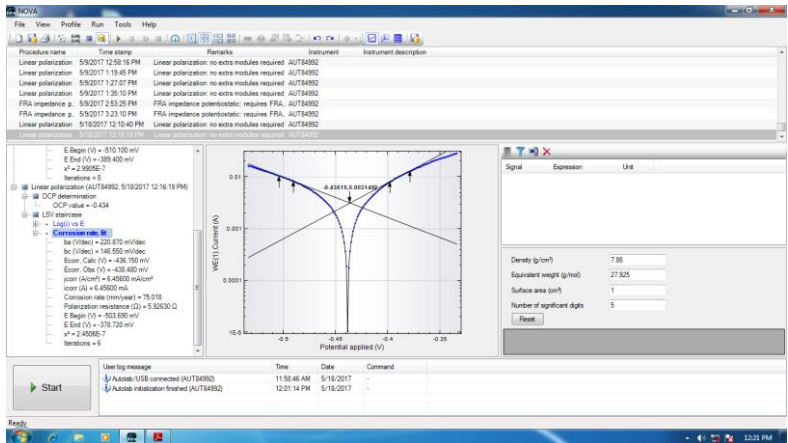 NOVA
File View Profile Run Tools Help
Procedure name Time stamp Remarks Instrument Instrument description
Linear polarization 5/9/2017 12:58:16 PM Linear polarization: no extra modules required AUT84992
Linear polarization 5/9/2017 1:19:45 PM Linear polarization: no extra modules required AUT84992
Linear polarization 5/9/2017 1:27:07 PM Linear polarization: no extra modules required AUT84992
Linear polarization 5/9/2017 1:35:10 PM Linear polarization: no extra modules required AUT84992
FRA impedance p.. 5/9/2017 2:53:25 PM FRA impedance potentiostatic: requires FRA.. AUT84992
FRA impedance p.. 5/9/2017 3:23:10 PM FRA impedance potentiostatic: requires FRA.. AUT84992
Linear polarization 5/18/2017 12:10:40 PM Linear polarization: no extra modules required AUT84992
Linear polarization 5/18/2017 12:16:19 PM Linear polarization: no extra modules required AUT84992
E Begin (V) = -510.100 mV
E End (V) = -389.400 mV
x² = 2.9905E-7
Iterations = 8
Linear polarization (AUT84992, 5/18/2017 12:16:19 PM)
OCP determination
OCP value = -0.434
LSV staircase
Log(i) vs E
Corrosion rate, fit
ba (V/dec) = 220.870 mV/dec
bc (V/dec) = 146.550 mV/dec
Ecorr, Calc (V) = -436.150 mV
Ecorr, Obs (V) = -438.480 mV
jcorr (A/cm²) = 6.45600 mA/cm²
icorr (A) = 6.45600 mA
Corrosion rate (mm/year) = 75.018
Polarization resistance (Ω) = 5.92630 Ω
E Begin (V) = -503.690 mV
E End (V) = -378.720 mV
x² = 2.4506E-7
Iterations = 6
WE(1).Current (A)
0.01
0.001
0.0001
1E-5
-0.5 -0.45 -0.4 -0.35
Potential applied (V)
Signal Expression Unit
Density (g/cm³) 7.86
Equivalent weight (g/mol) 27.925
Surface area (cm²) 1
Number of significant digits 5
Reset
Start
User log message Time Date Command
Autolab/USB connected (AUT84992) 11:58:46 AM 5/18/2017 -
Autolab initialization finished (AUT84992) 12:01:14 PM 5/18/2017 -
Ready
12:21 PM